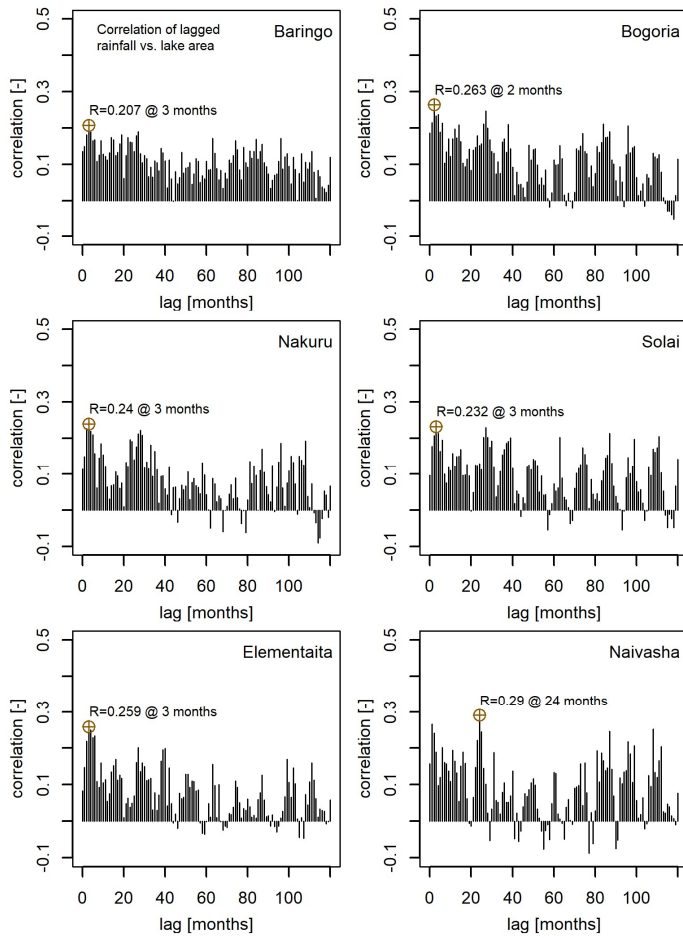 Correlation of lagged
rainfall vs. lake area
Baringo
R=0.207 @ 3 months
correlation [-]
0.5
0.3
0.1
-0.1
0 20 40 60 80 100
lag [months]
Bogoria
R=0.263 @ 2 months
correlation [-]
0.5
0.3
0.1
-0.1
0 20 40 60 80 100
lag [months]
Nakuru
R=0.24 @ 3 months
correlation [-]
0.5
0.3
0.1
-0.1
0 20 40 60 80 100
lag [months]
Solai
R=0.232 @ 3 months
correlation [-]
0.5
0.3
0.1
-0.1
0 20 40 60 80 100
lag [months]
Elementaita
R=0.259 @ 3 months
correlation [-]
0.5
0.3
0.1
-0.1
0 20 40 60 80 100
lag [months]
Naivasha
R=0.29 @ 24 months
correlation [-]
0.5
0.3
0.1
-0.1
0 20 40 60 80 100
lag [months]